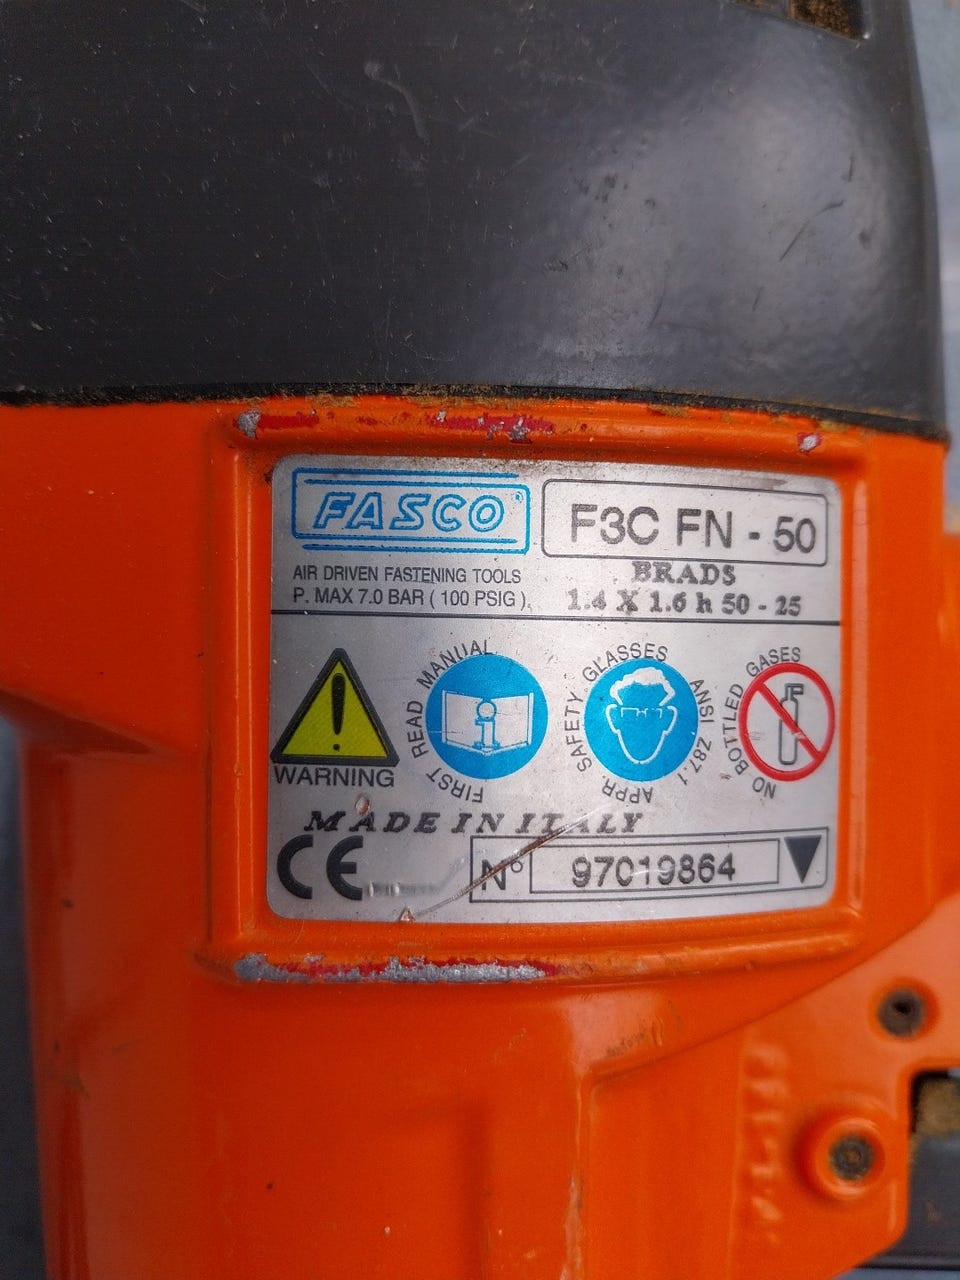 FASCO
F3C FN - 50
AIR DRIVEN FASTENING TOOLS
P. MAX 7.0 BAR ( 100 PSIG ).
BRADS
1.4 X 1.6 h 50 - 25
WARNING
FIRST READ MANUAL
APPR. SAFETY GLASSES ANSI Z87.1
NO BOTTLED GASES
MADE IN ITALY
CE
N° 97019864